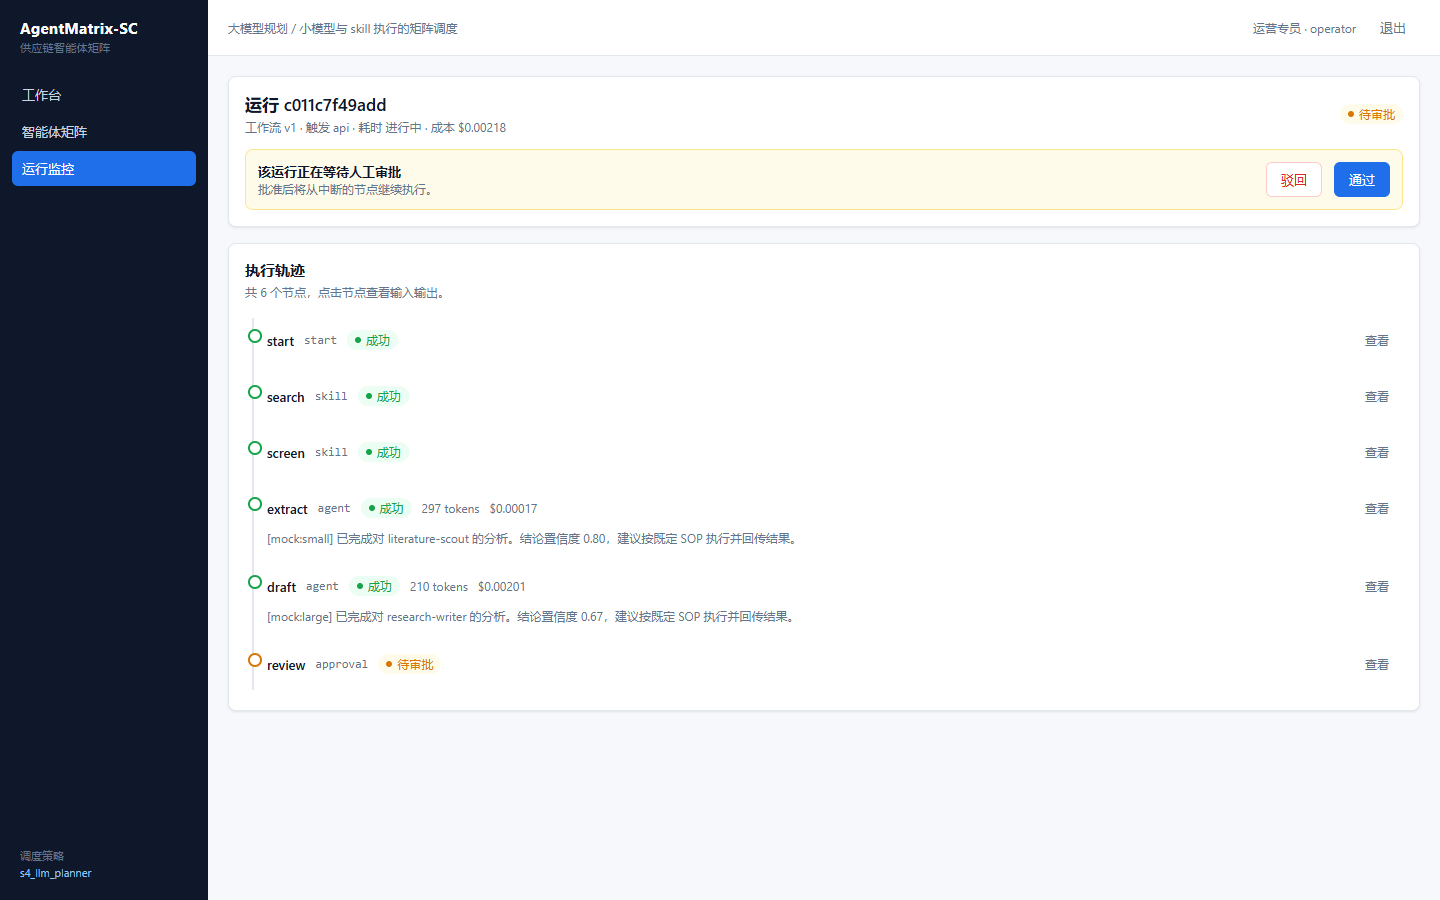 AgentMatrix-SC
供应链智能体矩阵
工作台
智能体矩阵
运行监控
调度策略
s4_llm_planner
大模型规划 / 小模型与 skill 执行的矩阵调度
运营专员 · operator
退出
运行 c011c7f49add
工作流 v1 · 触发 api · 耗时 进行中 · 成本 $0.00218
待审批
该运行正在等待人工审批
批准后将从中断的节点继续执行。
驳回
通过
执行轨迹
共 6 个节点，点击节点查看输入输出。
start start 成功 查看
search skill 成功 查看
screen skill 成功 查看
extract agent 成功 297 tokens $0.00017 查看
[mock:small] 已完成对 literature-scout 的分析。结论置信度 0.80，建议按既定 SOP 执行并回传结果。
draft agent 成功 210 tokens $0.00201 查看
[mock:large] 已完成对 research-writer 的分析。结论置信度 0.67，建议按既定 SOP 执行并回传结果。
review approval 待审批 查看